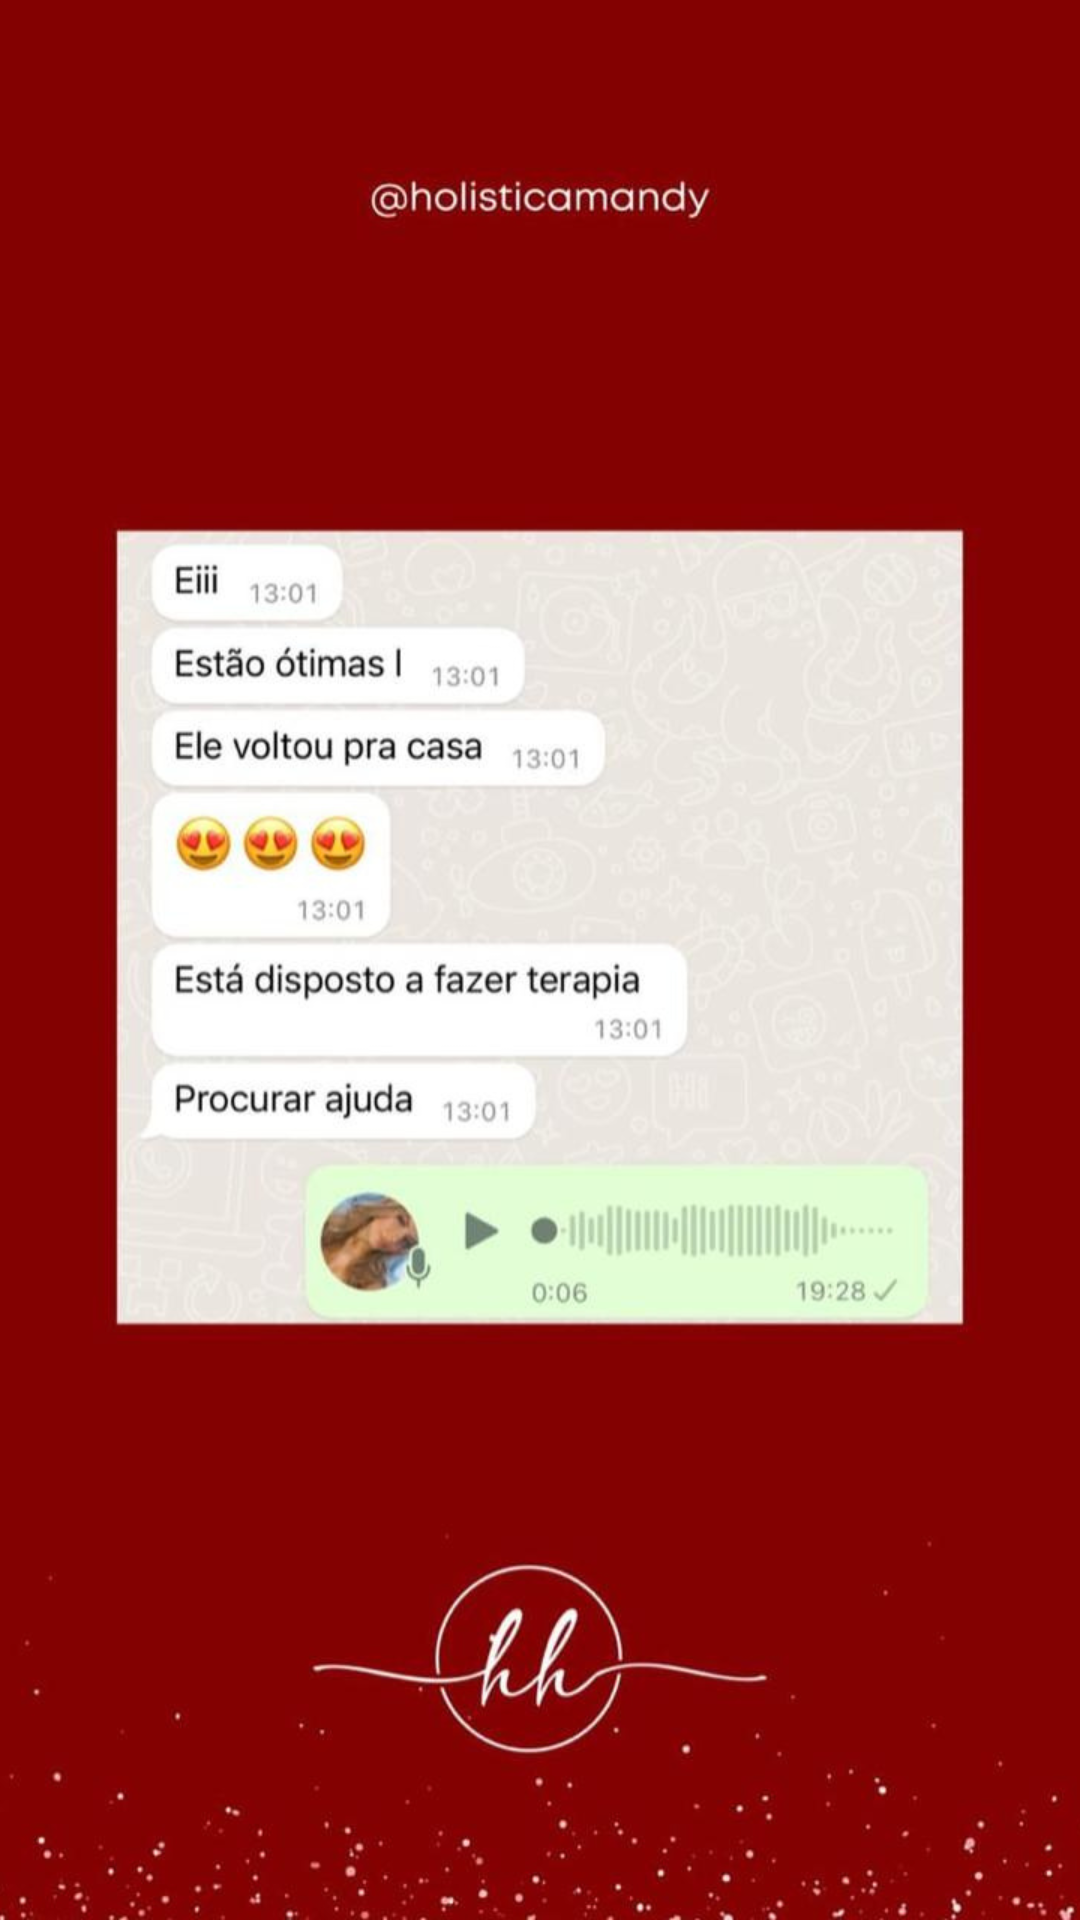 @holisticamandy
Eiii 13:01
Estão ótimas l 13:01
Ele voltou pra casa 13:01
😍😍😍
13:01
Está disposto a fazer terapia
13:01
Procurar ajuda 13:01
0:06 19:28
hh